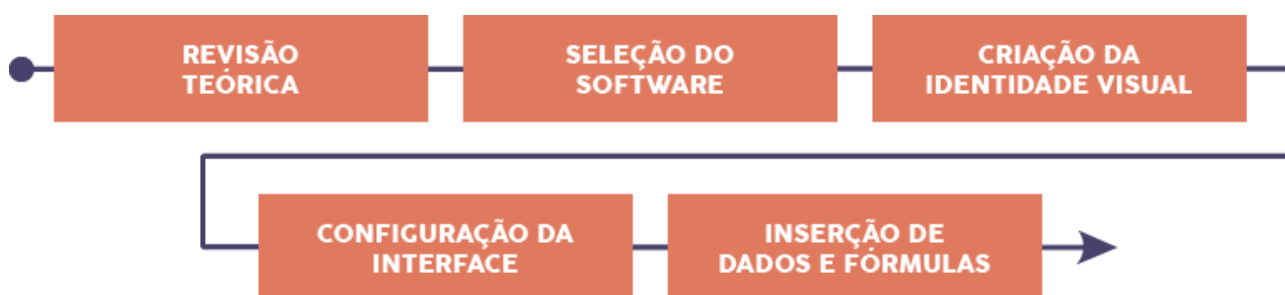 REVISÃO
TEÓRICA
SELEÇÃO DO
SOFTWARE
CRIAÇÃO DA
IDENTIDADE VISUAL
CONFIGURAÇÃO DA
INTERFACE
INSERÇÃO DE
DADOS E FÓRMULAS